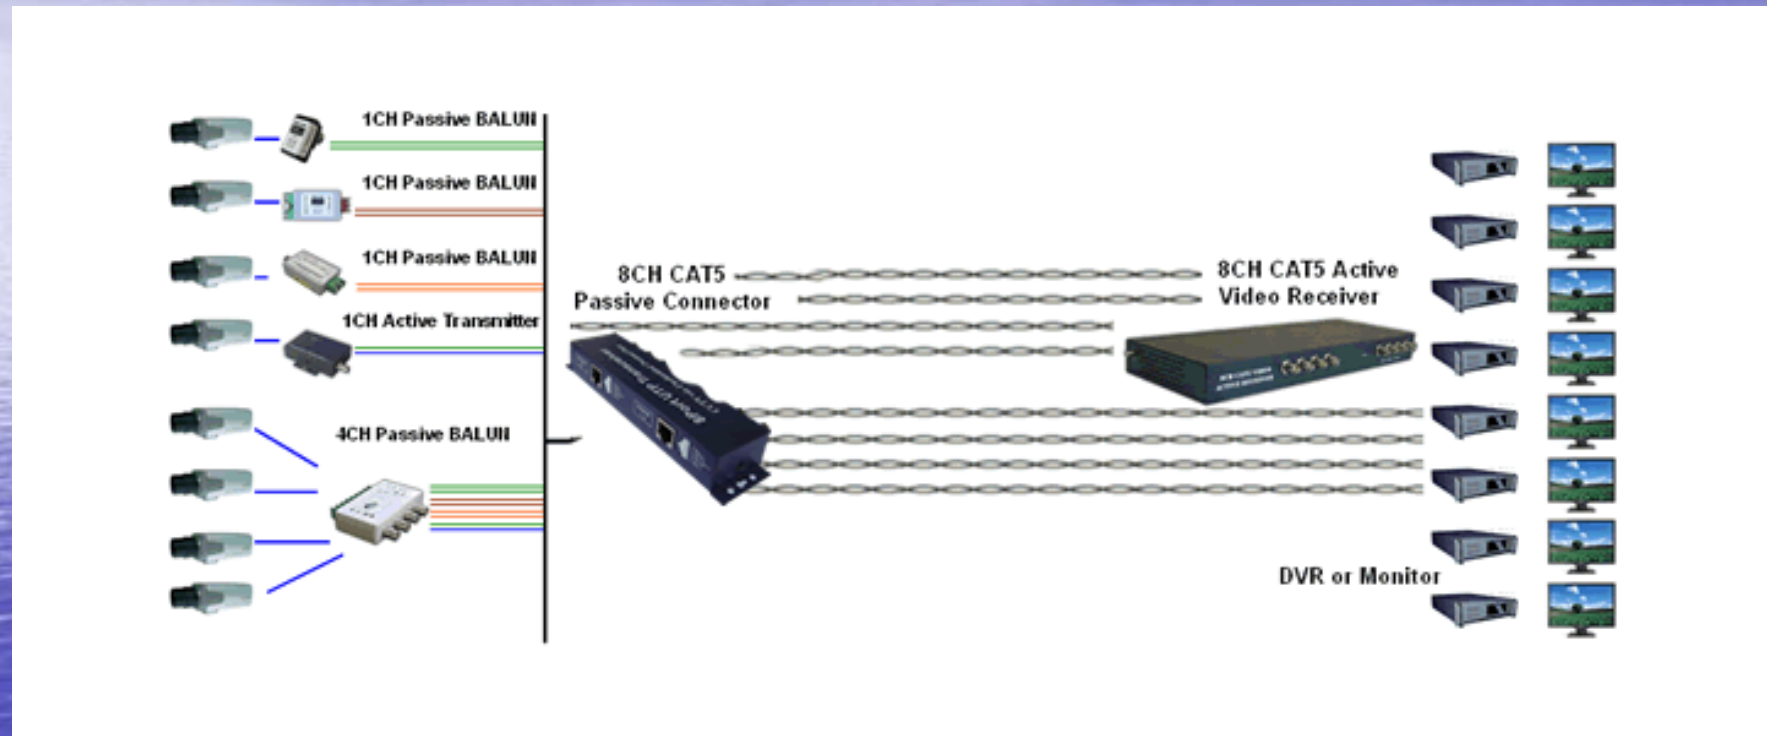 1CH Passive BALUN
1CH Passive BALUN
1CH Passive BALUN
1CH Active Transmitter
4CH Passive BALUN
8CH CAT5
Passive Connector
8CH CAT5 Active
Video Receiver
DVR or Monitor